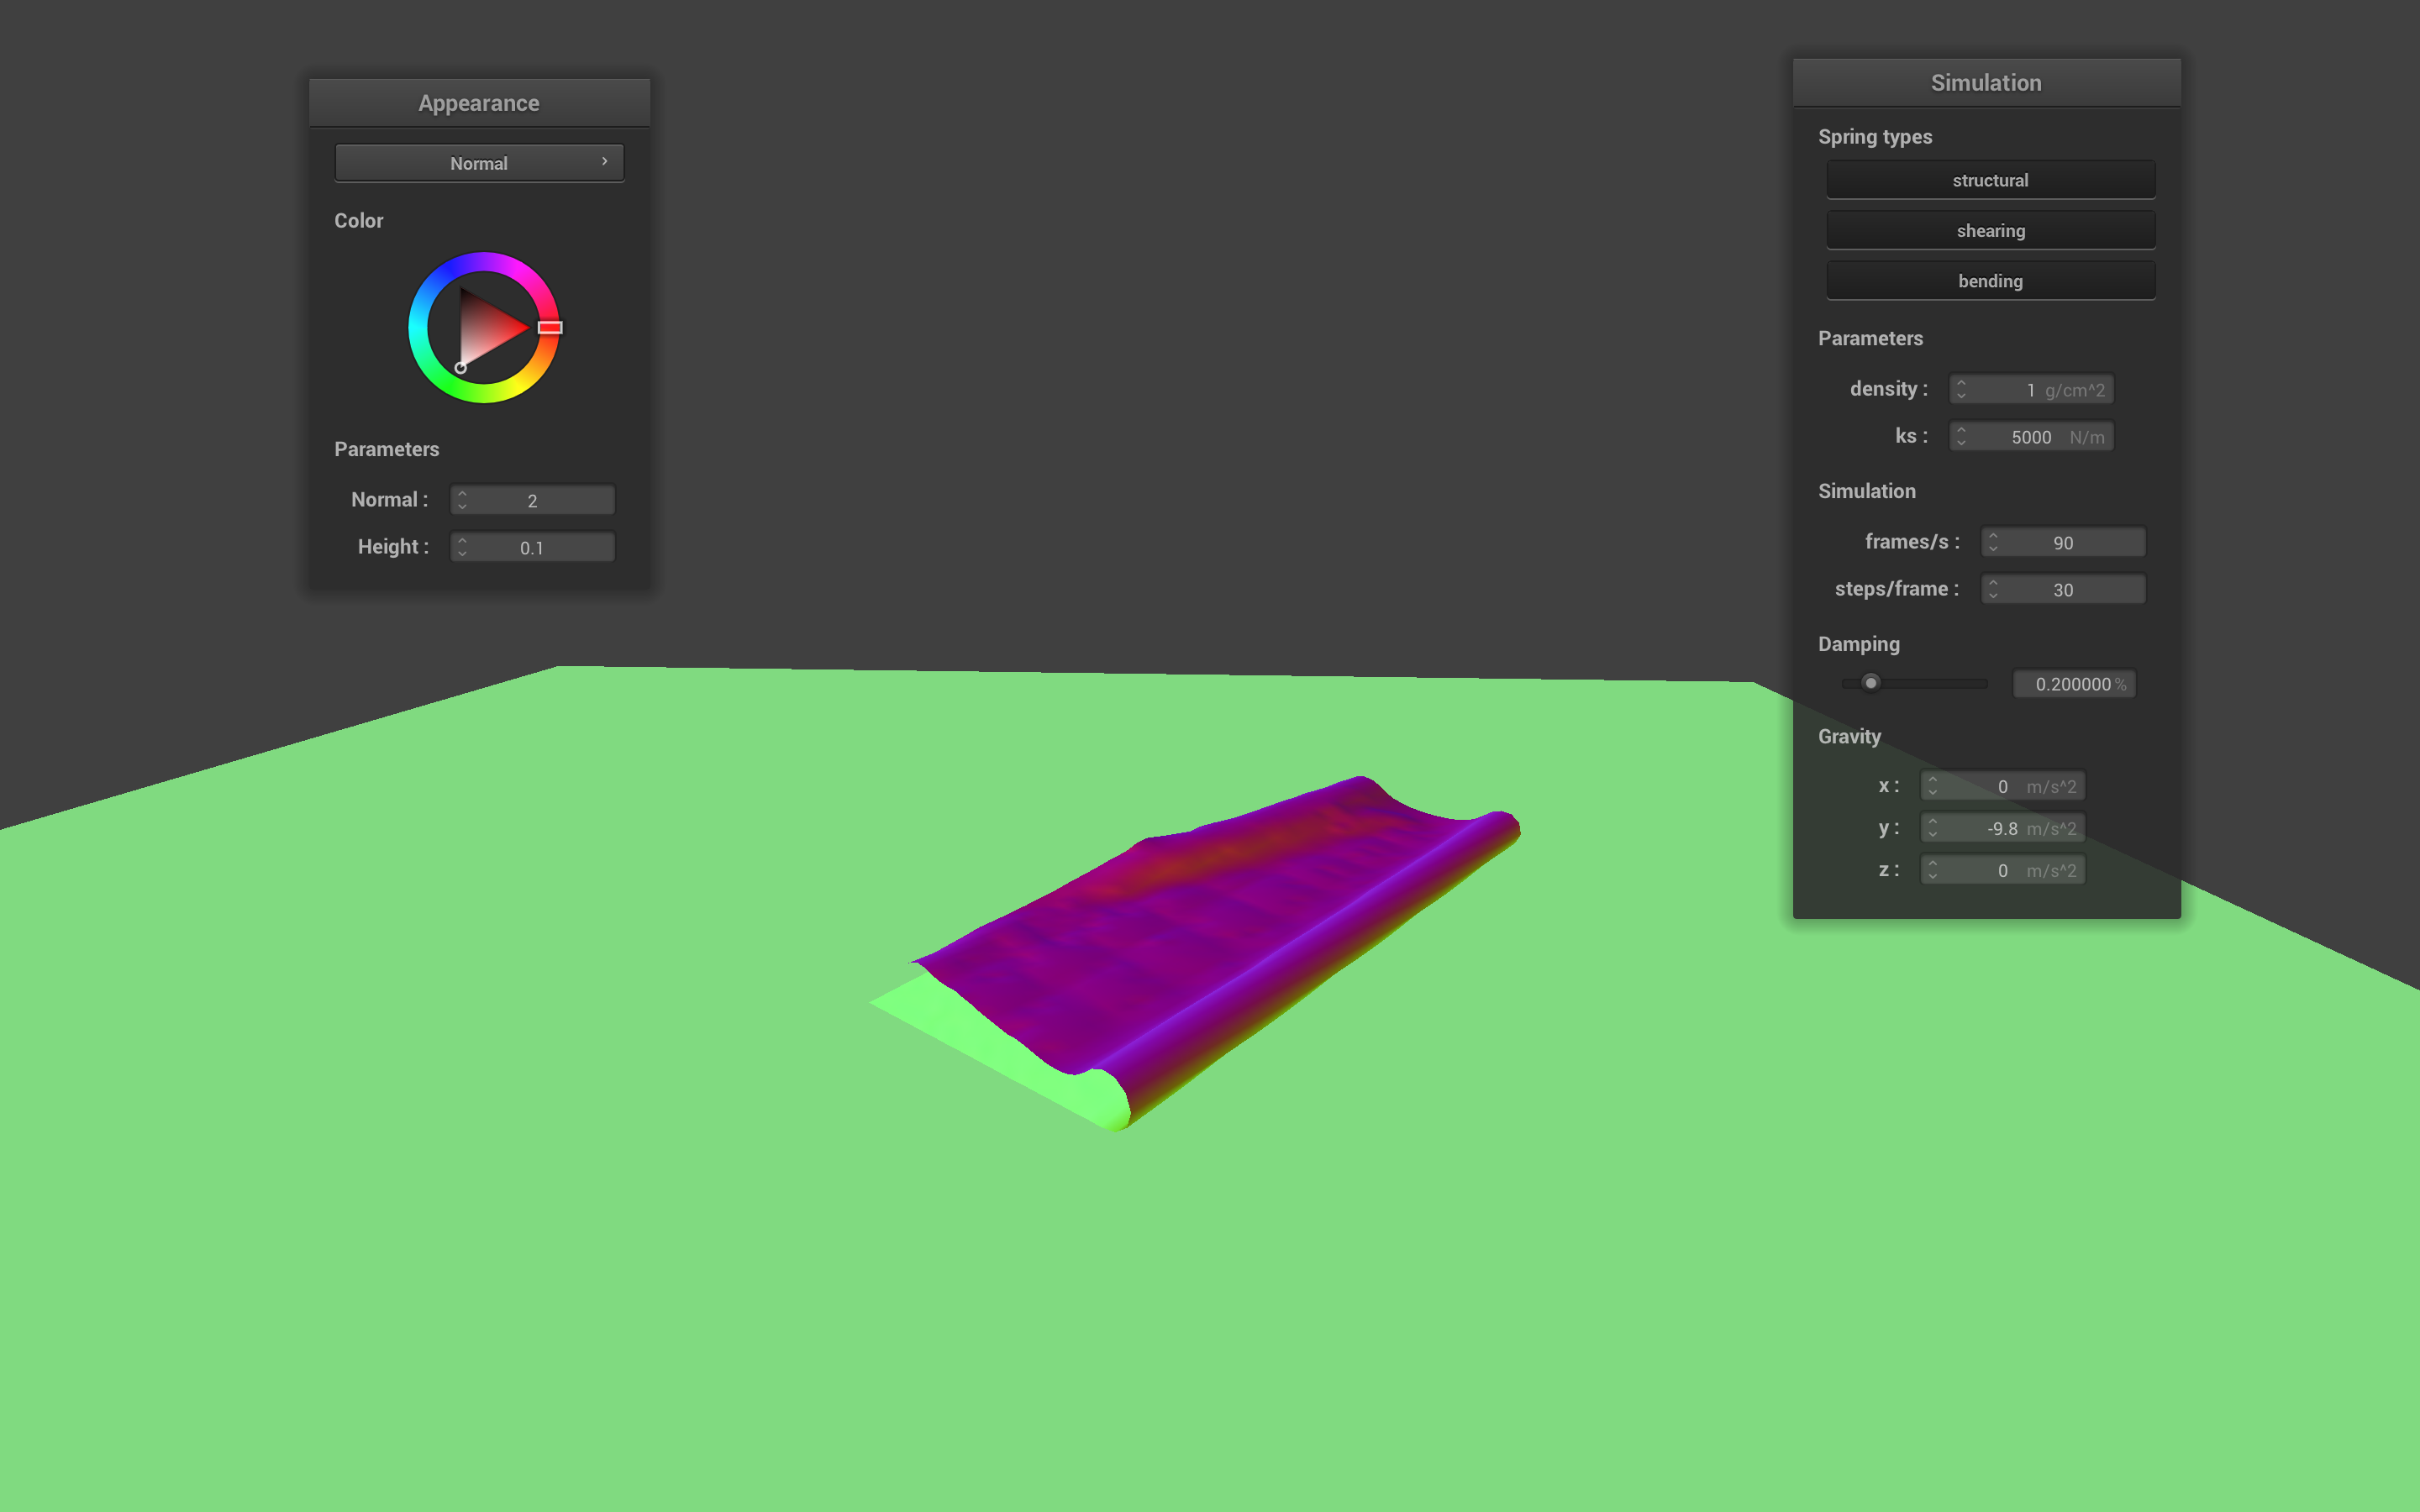 Appearance
Normal
Color
Parameters
Normal : 2
Height : 0.1
Simulation
Spring types
structural
shearing
bending
Parameters
density : 1 g/cm^2
ks : 5000 N/m
Simulation
frames/s : 90
steps/frame : 30
Damping
0.200000 %
Gravity
x : 0 m/s^2
y : -9.8 m/s^2
z : 0 m/s^2